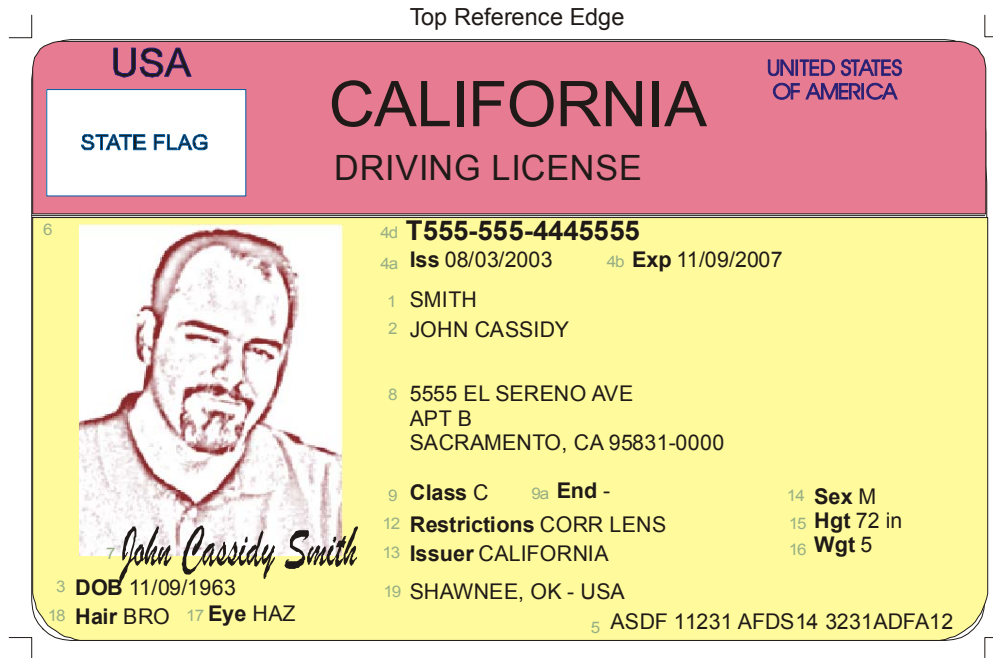 Top Reference Edge
USA
UNITED STATES
OF AMERICA
STATE FLAG
CALIFORNIA
DRIVING LICENSE
6
4d T555-555-4445555
4a Iss 08/03/2003 4b Exp 11/09/2007
1 SMITH
2 JOHN CASSIDY
8 5555 EL SERENO AVE
APT B
SACRAMENTO, CA 95831-0000
9 Class C 9a End - 14 Sex M
12 Restrictions CORR LENS 15 Hgt 72 in
13 Issuer CALIFORNIA 16 Wgt 5
7 John Cassidy Smith
3 DOB 11/09/1963
19 SHAWNEE, OK - USA
18 Hair BRO 17 Eye HAZ
5 ASDF 11231 AFDS14 3231ADFA12